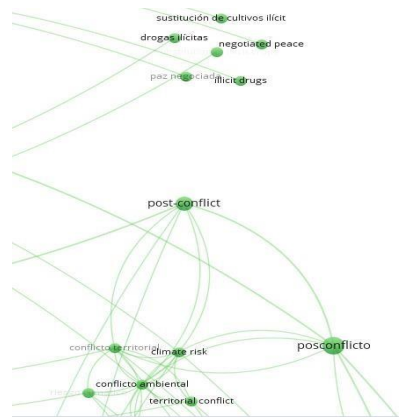 sustitución de cultivos ilícit
drogas ilícitas
negotiated peace
paz negociada
illicit drugs
post-conflict
posconflicto
conflicto territorial
climate risk
conflicto ambiental
territorial conflict